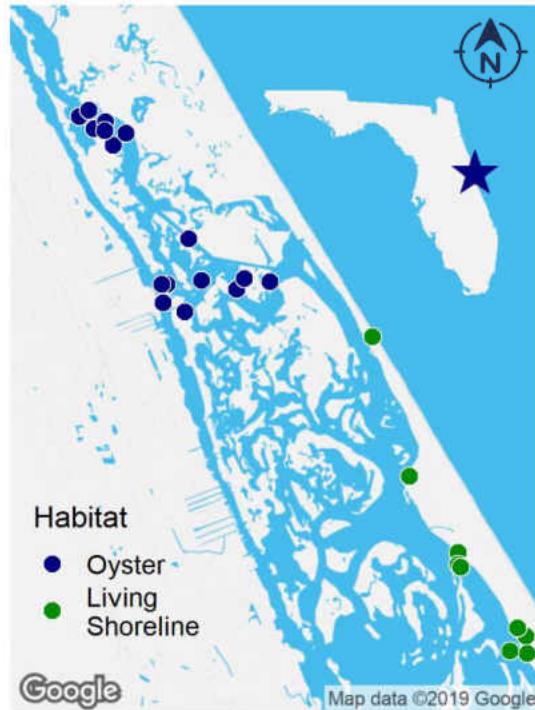 N
Habitat
Oyster
Living
Shoreline
Google
Map data ©2019 Google